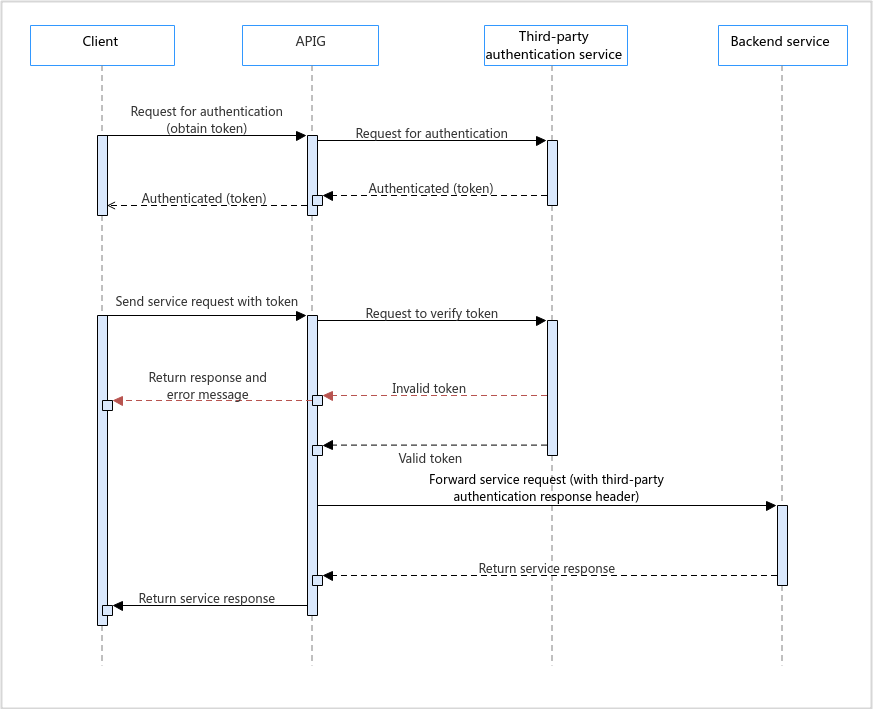 Client
APIG
Third-party
authentication service
Backend service
Request for authentication
(obtain token)
Request for authentication
Authenticated (token)
Authenticated (token)
Send service request with token
Request to verify token
Return response and
error message
Invalid token
Valid token
Forward service request (with third-party
authentication response header)
Return service response
Return service response